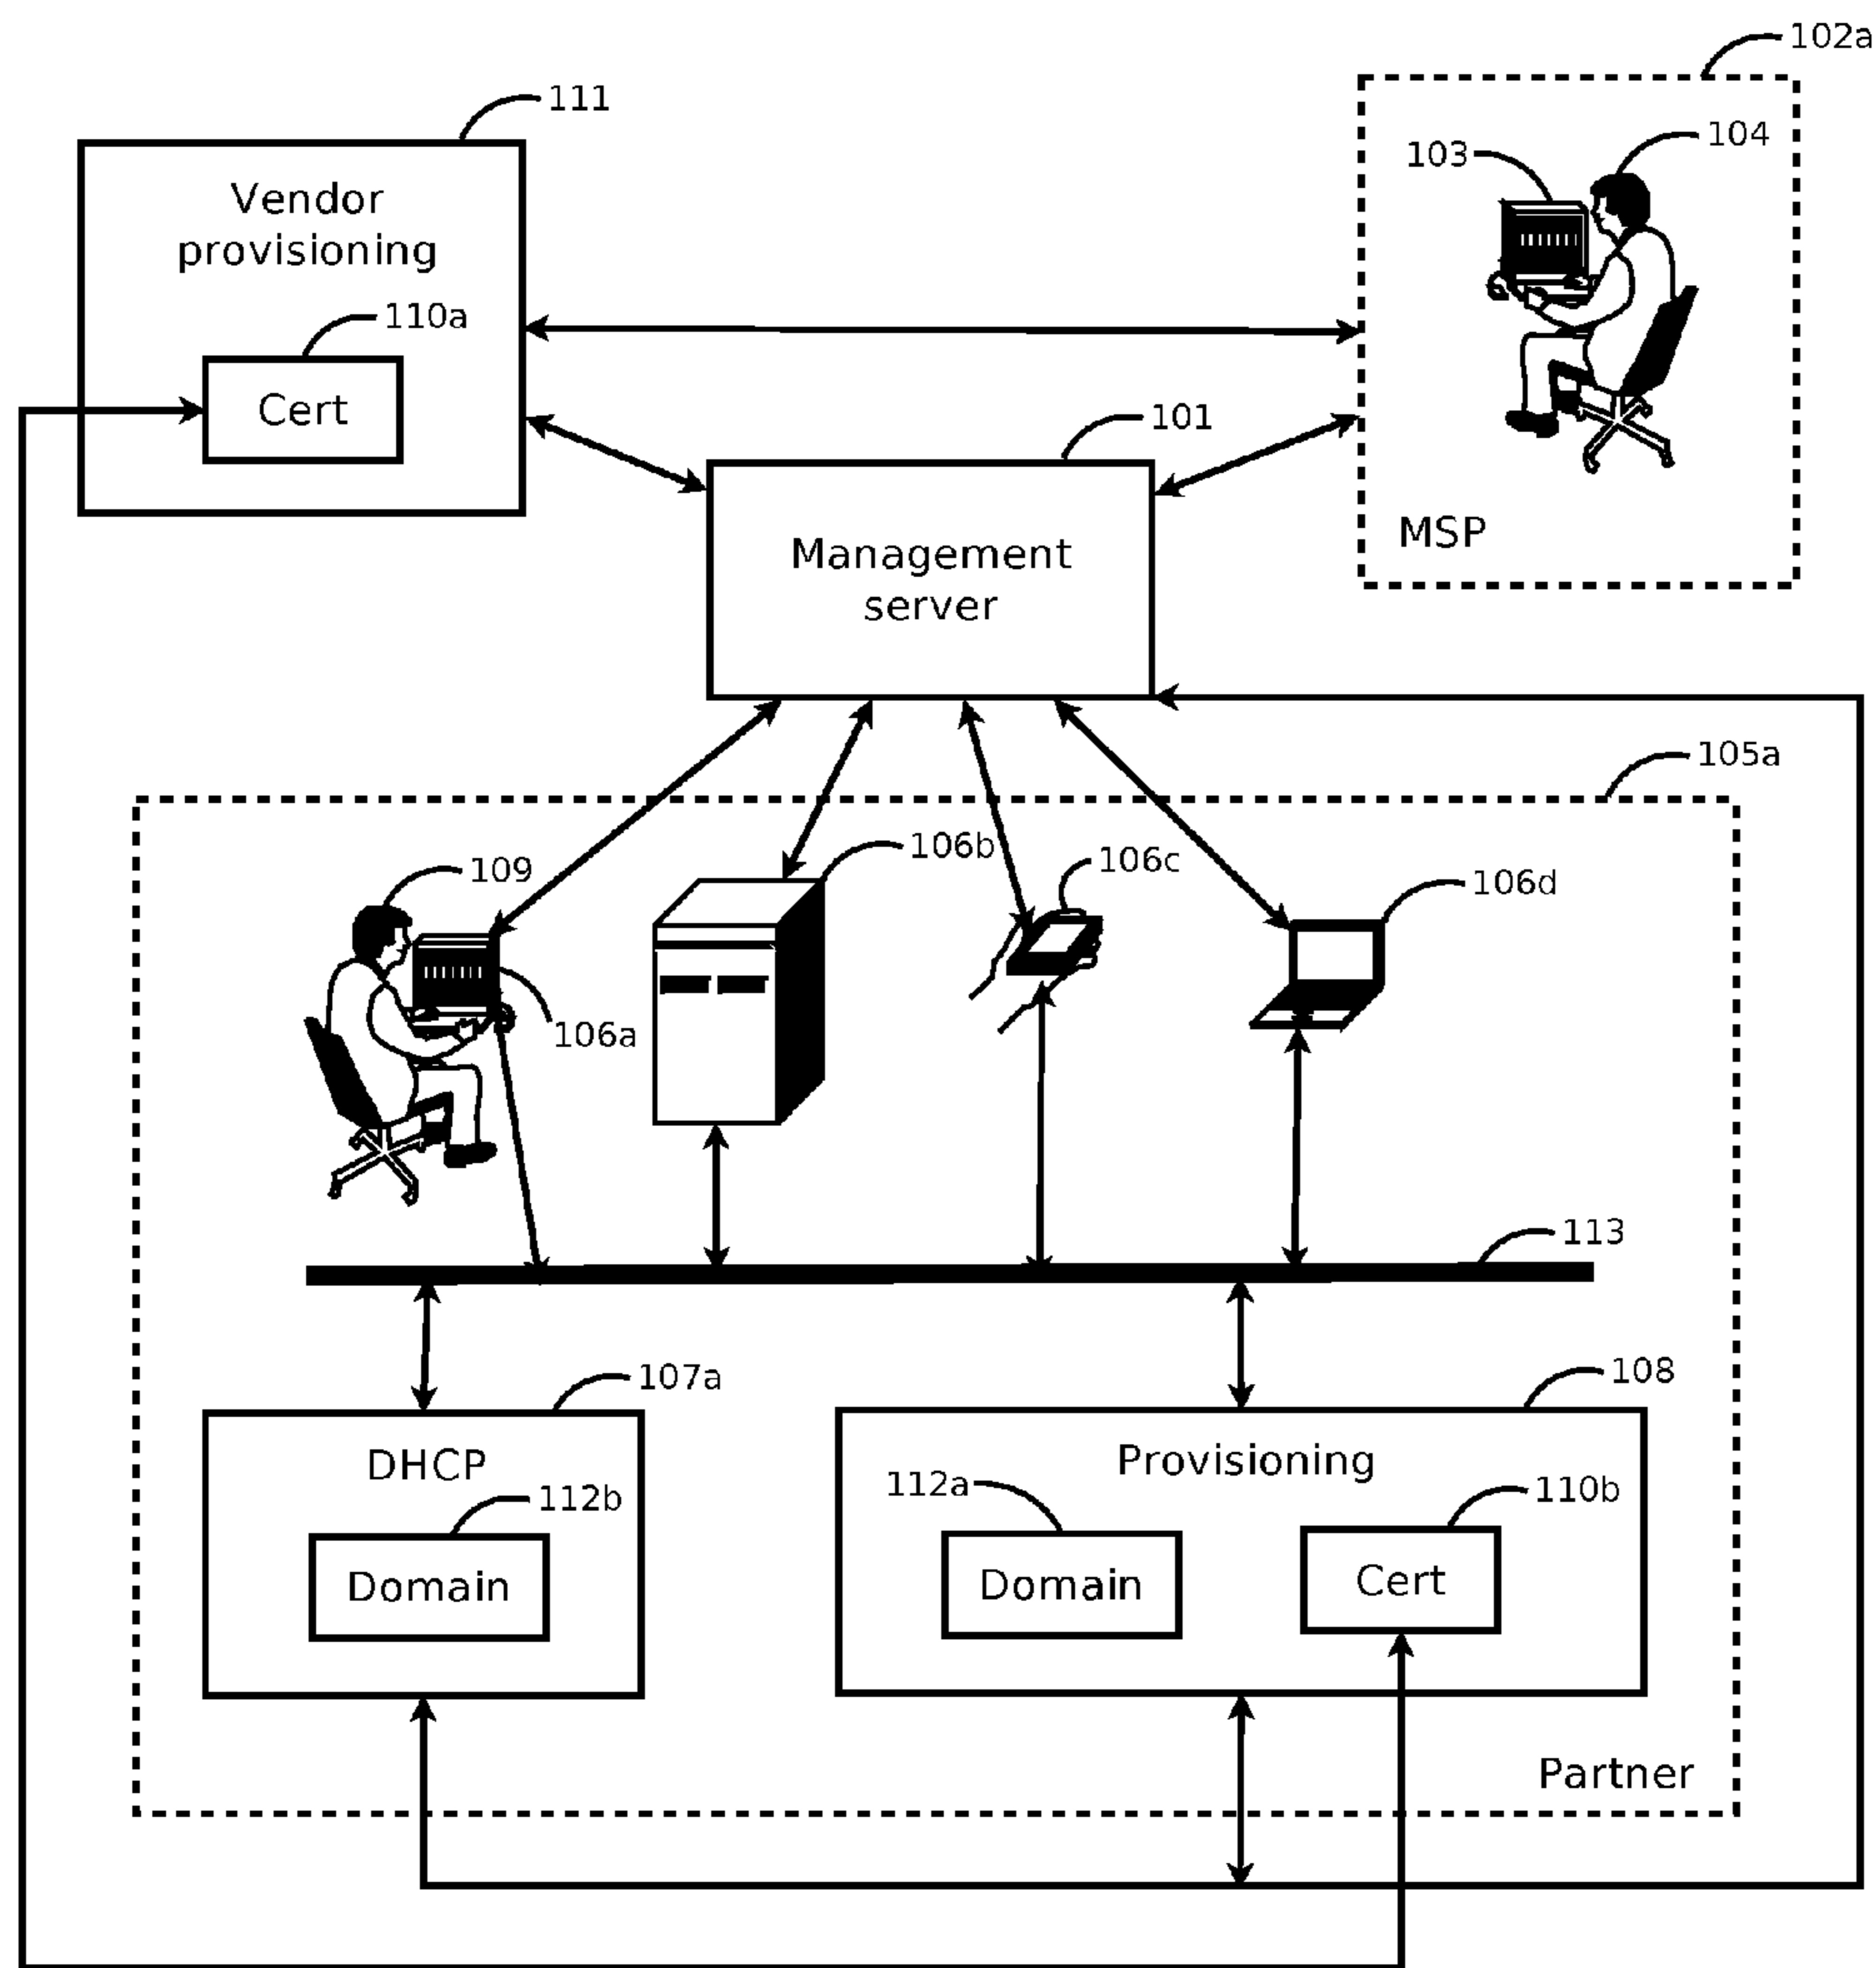 102a
111
104
103
Vendor
provisioning
110a
Cert
101
MSP
Management
server
105a
106b
106c
109
106d
106a
113
107a
108
DHCP
Provisioning
112a
112b
110b
Domain
Domain
Cert
Partner